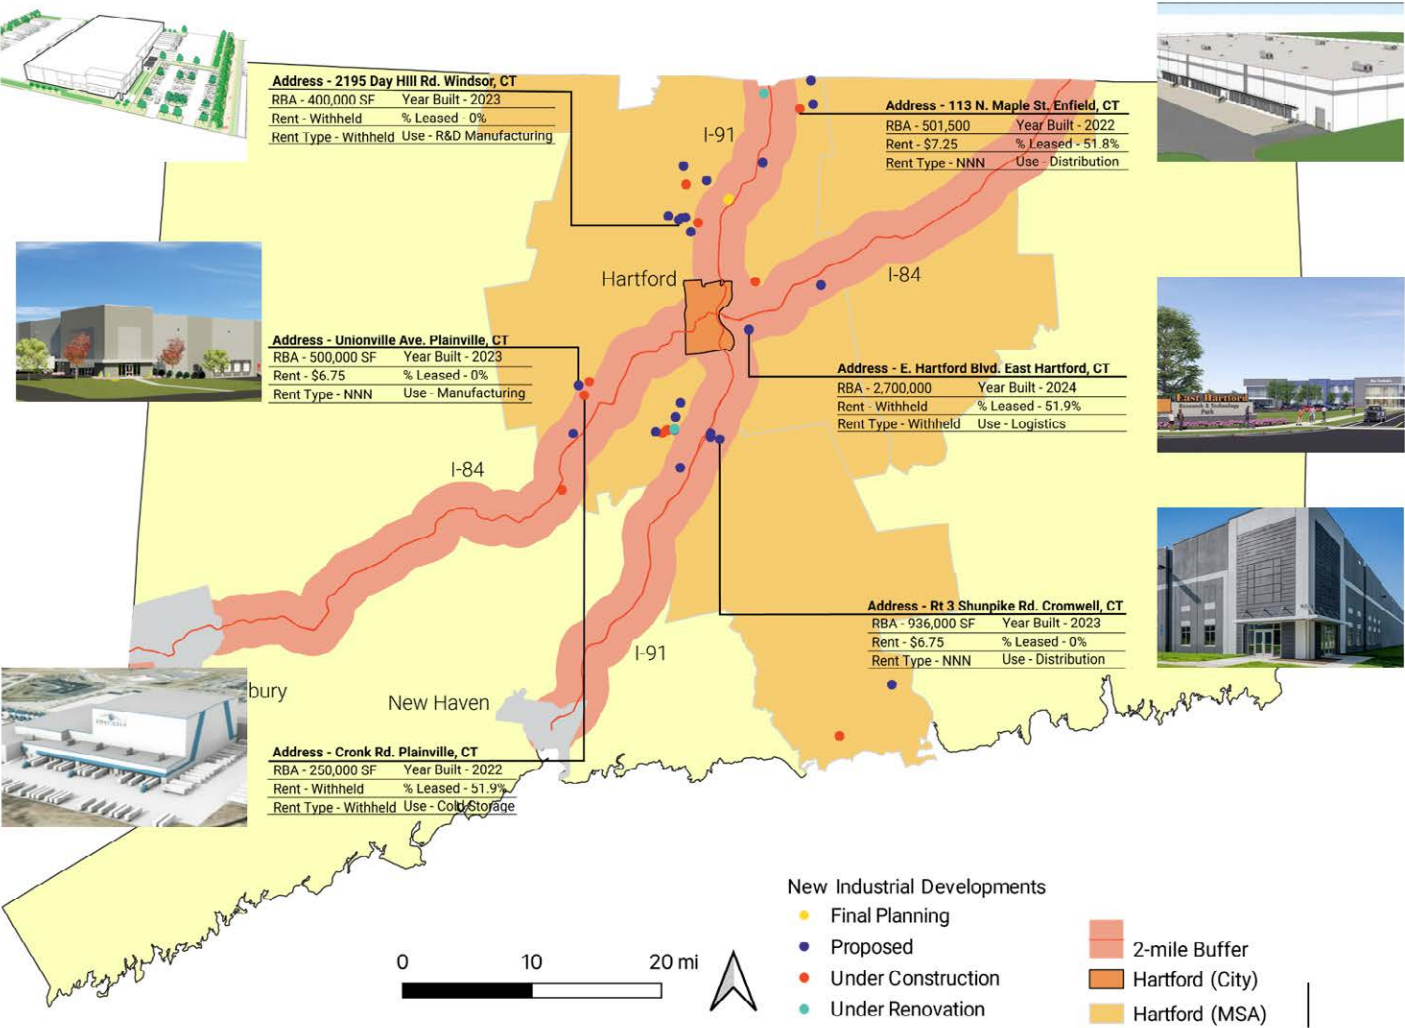 Address - 2195 Day HIll Rd. Windsor, CT
RBA - 400,000 SF Year Built - 2023
Rent - Withheld % Leased - 0%
Rent Type - Withheld Use - R&D Manufacturing
Address - 113 N. Maple St. Enfield, CT
RBA - 501,500 Year Built - 2022
Rent - $7.25 % Leased - 51.8%
Rent Type - NNN Use - Distribution
I-91
Hartford
I-84
Address - Unionville Ave. Plainville, CT
RBA - 500,000 SF Year Built - 2023
Rent - $6.75 % Leased - 0%
Rent Type - NNN Use - Manufacturing
Address - E. Hartford Blvd. East Hartford, CT
RBA - 2,700,000 Year Built - 2024
Rent - Withheld % Leased - 51.9%
Rent Type - Withheld Use - Logistics
East Hartford
Research & Technology
Park
I-84
Address - Rt 3 Shunpike Rd. Cromwell, CT
RBA - 936,000 SF Year Built - 2023
Rent - $6.75 % Leased - 0%
Rent Type - NNN Use - Distribution
I-91
bury
New Haven
Address - Cronk Rd. Plainville, CT
RBA - 250,000 SF Year Built - 2022
Rent - Withheld % Leased - 51.9%
Rent Type - Withheld Use - Cold Storage
New Industrial Developments
Final Planning
Proposed
Under Construction
Under Renovation
2-mile Buffer
Hartford (City)
Hartford (MSA)
0 10 20 mi